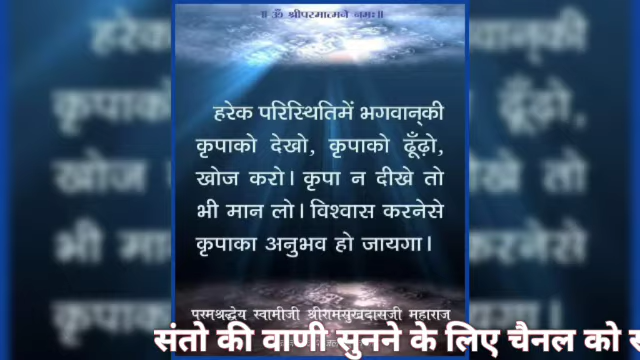 ॥ ॐ श्रीपरमात्मने नमः॥
हरेक परिस्थितिमें भगवान्‌की
कृपाको देखो, कृपाको ढूँढ़ो,
खोज करो। कृपा न दीखे तो
भी मान लो। विश्वास करनेसे
कृपाका अनुभव हो जायगा।
परमश्रद्धेय स्वामीजी श्रीरामसुखदासजी महाराज
संतो की वाणी सुनने के लिए चैनल को